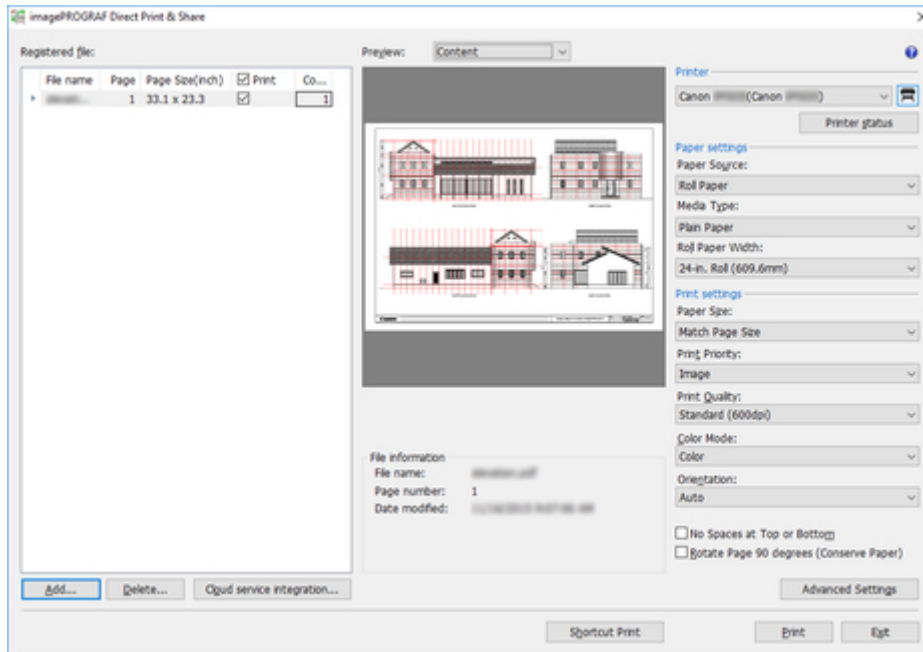 imagePROGRAF Direct Print & Share
Registered file:
File name Page Page Size(inch) Print Co...
1 33.1 x 23.3 1
Add... Delete... Cloud service integration...
Preview: Content
Canon
File information
File name:
Page number: 1
Date modified:
Printer
Canon (Canon )
Printer status
Paper settings
Paper Source:
Roll Paper
Media Type:
Plain Paper
Roll Paper Width:
24-in. Roll (609.6mm)
Print settings
Paper Size:
Match Page Size
Print Priority:
Image
Print Quality:
Standard (600dpi)
Color Mode:
Color
Orientation:
Auto
No Spaces at Top or Bottom
Rotate Page 90 degrees (Conserve Paper)
Advanced Settings
Shortcut Print Print Exit